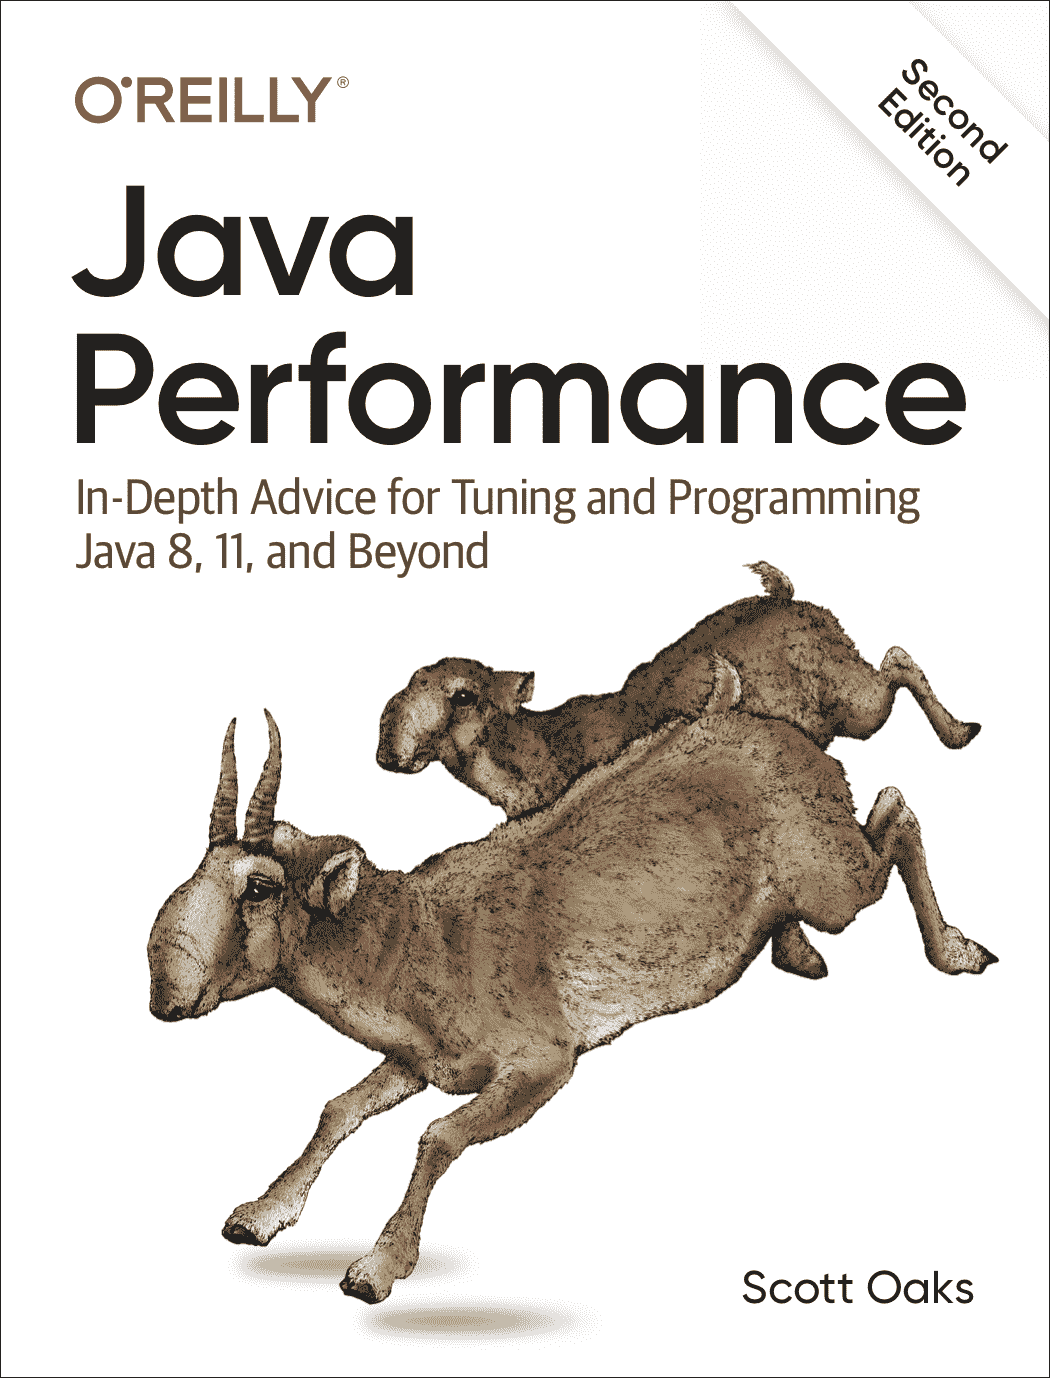 O'REILLY®
Second
Edition
Java
Performance
In-Depth Advice for Tuning and Programming
Java 8, 11, and Beyond
Scott Oaks